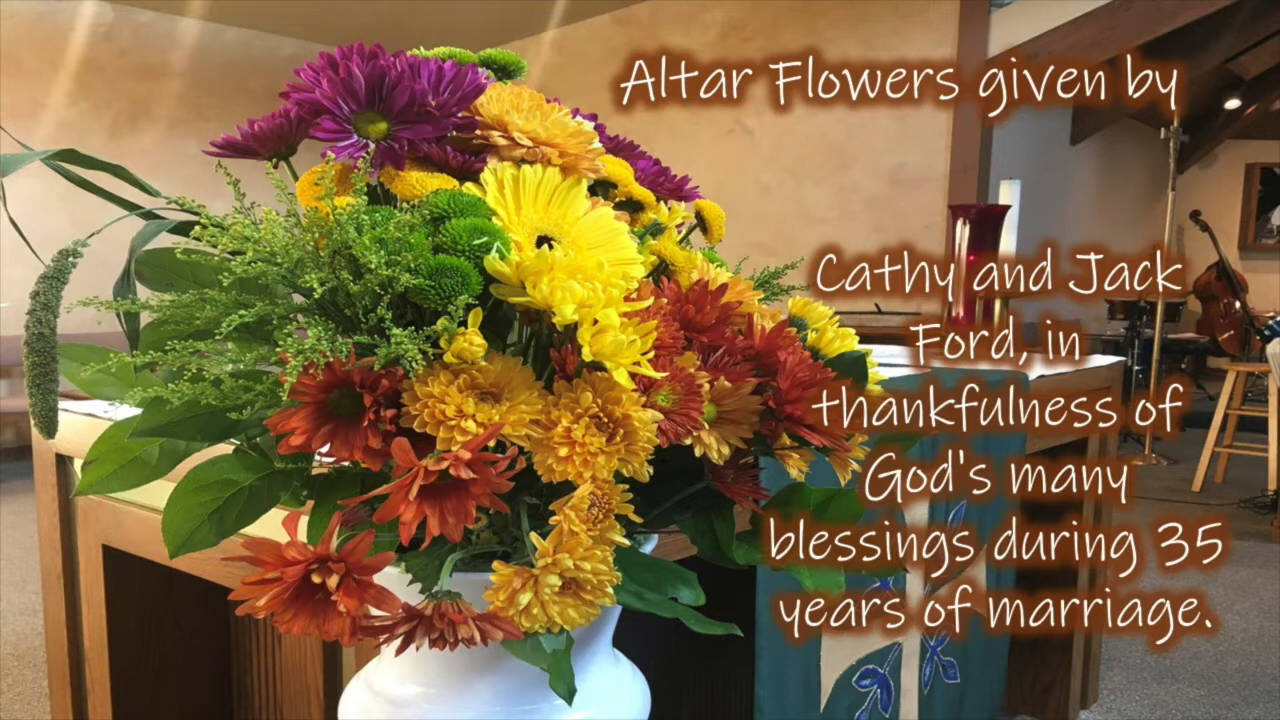 Altar Flowers given by
Cathy and Jack
Ford, in
thankfulness of
God's many
blessings during 35
years of marriage.